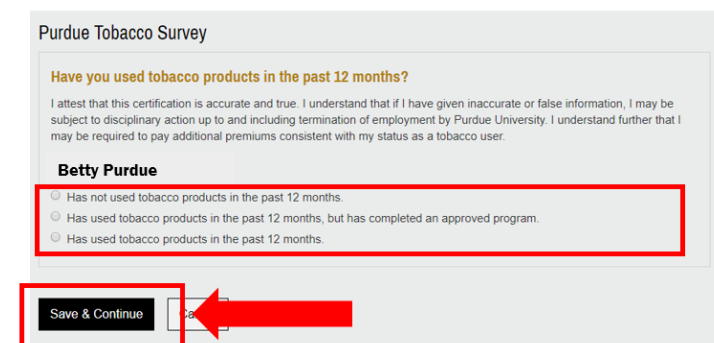 Purdue Tobacco Survey
Have you used tobacco products in the past 12 months?
I attest that this certification is accurate and true. I understand that if I have given inaccurate or false information, I may be
subject to disciplinary action up to and including termination of employment by Purdue University. I understand further that I
may be required to pay additional premiums consistent with my status as a tobacco user.
Betty Purdue
Has not used tobacco products in the past 12 months.
Has used tobacco products in the past 12 months, but has completed an approved program.
Has used tobacco products in the past 12 months.
Save & Continue